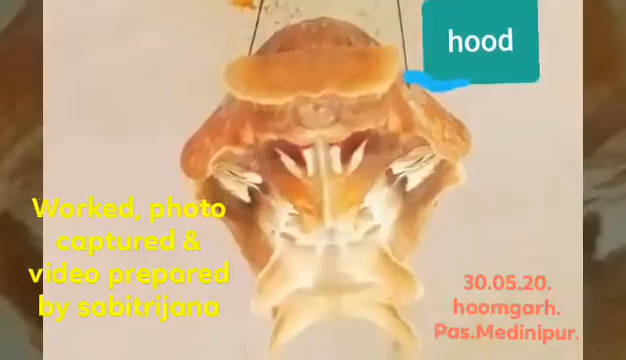 hood
Worked, photo
captured &
video prepared
by sabitrijana
30.05.20.
hoomgarh.
Pas.Medinipur.